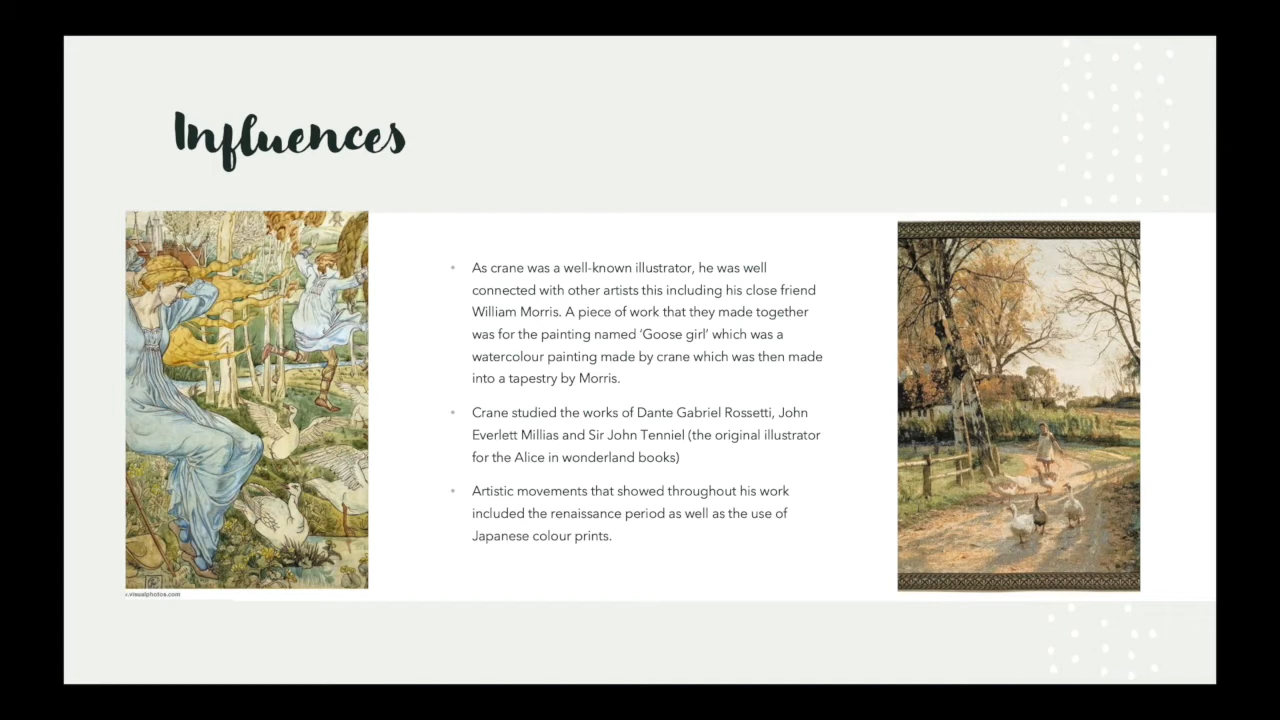 Influences
As crane was a well-known illustrator, he was well
connected with other artists this including his close friend
William Morris. A piece of work that they made together
was for the painting named ‘Goose girl’ which was a
watercolour painting made by crane which was then made
into a tapestry by Morris.
Crane studied the works of Dante Gabriel Rossetti, John
Everlett Millias and Sir John Tenniel (the original illustrator
for the Alice in wonderland books)
Artistic movements that showed throughout his work
included the renaissance period as well as the use of
Japanese colour prints.
.visualphotos.com